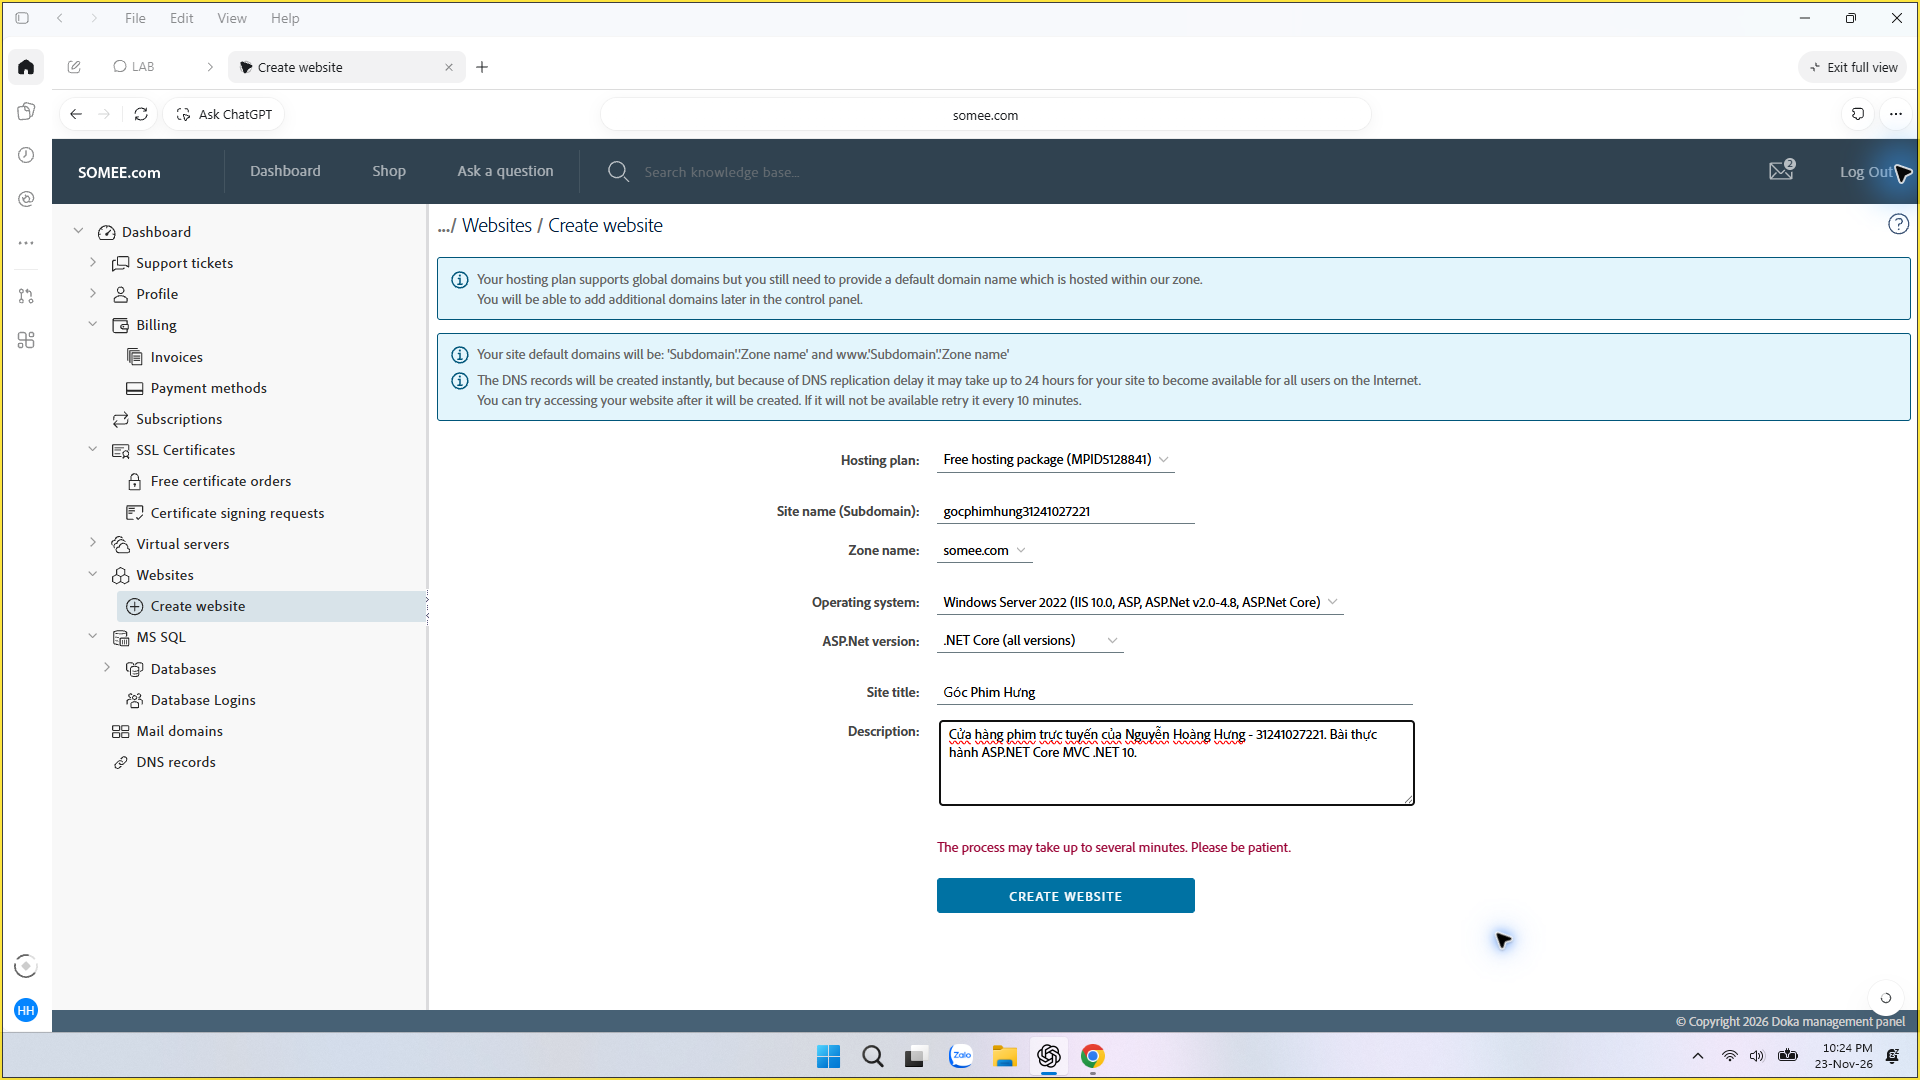 File Edit View Help
LAB
Create website
Exit full view
Ask ChatGPT
somee.com
SOMEE.com
Dashboard
Shop
Ask a question
Search knowledge base...
2
Log Out
Dashboard
Support tickets
Profile
Billing
Invoices
Payment methods
Subscriptions
SSL Certificates
Free certificate orders
Certificate signing requests
Virtual servers
Websites
Create website
MS SQL
Databases
Database Logins
Mail domains
DNS records
HH
.../ Websites / Create website
Your hosting plan supports global domains but you still need to provide a default domain name which is hosted within our zone.
You will be able to add additional domains later in the control panel.
Your site default domains will be: 'Subdomain'.'Zone name' and www.'Subdomain'.'Zone name'
The DNS records will be created instantly, but because of DNS replication delay it may take up to 24 hours for your site to become available for all users on the Internet.
You can try accessing your website after it will be created. If it will not be available retry it every 10 minutes.
Hosting plan: Free hosting package (MPID5128841)
Site name (Subdomain): gocphimhung31241027221
Zone name: somee.com
Operating system: Windows Server 2022 (IIS 10.0, ASP, ASP.Net v2.0-4.8, ASP.Net Core)
ASP.Net version: .NET Core (all versions)
Site title: Góc Phim Hưng
Description: Cửa hàng phim trực tuyến của Nguyễn Hoàng Hưng - 31241027221. Bài thực
hành ASP.NET Core MVC .NET 10.
The process may take up to several minutes. Please be patient.
CREATE WEBSITE
© Copyright 2026 Doka management panel
Zalo
10:24 PM
23-Nov-26